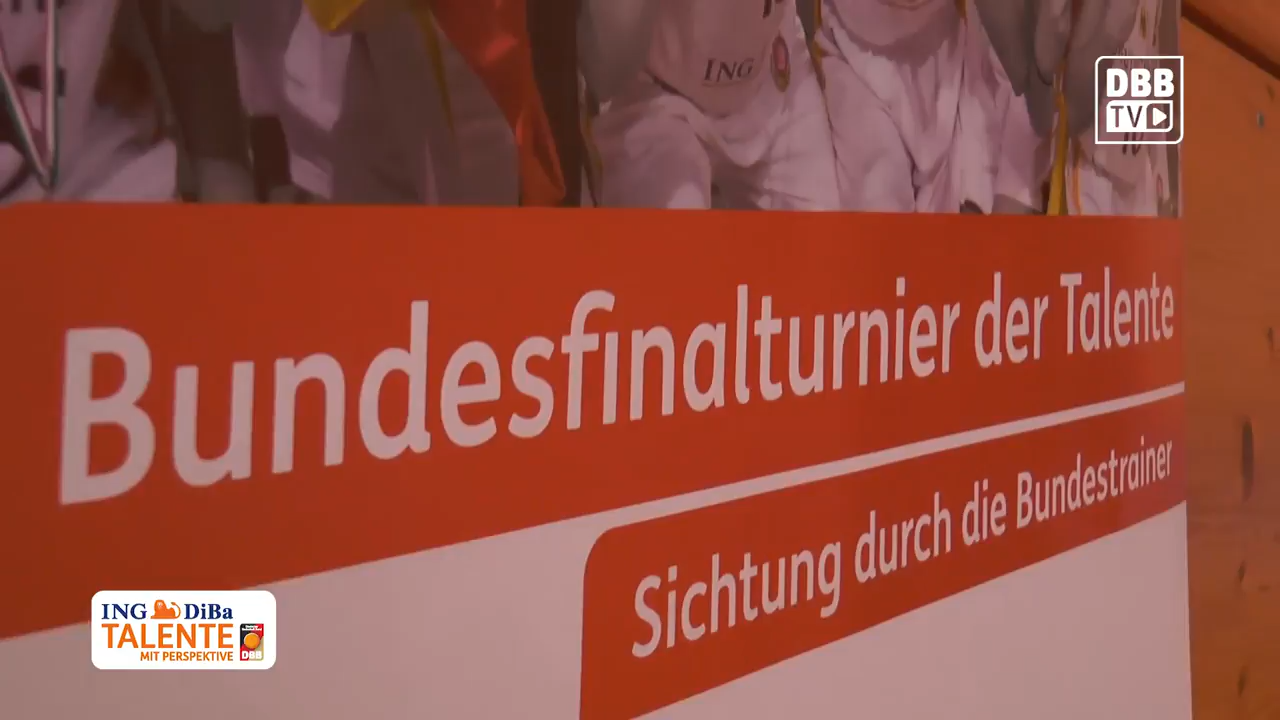 ING
DBB
TV
Bundesfinalturnier der Talente
Sichtung durch die Bundestrainer
ING DiBa
TALENTE
MIT PERSPEKTIVE
DBB